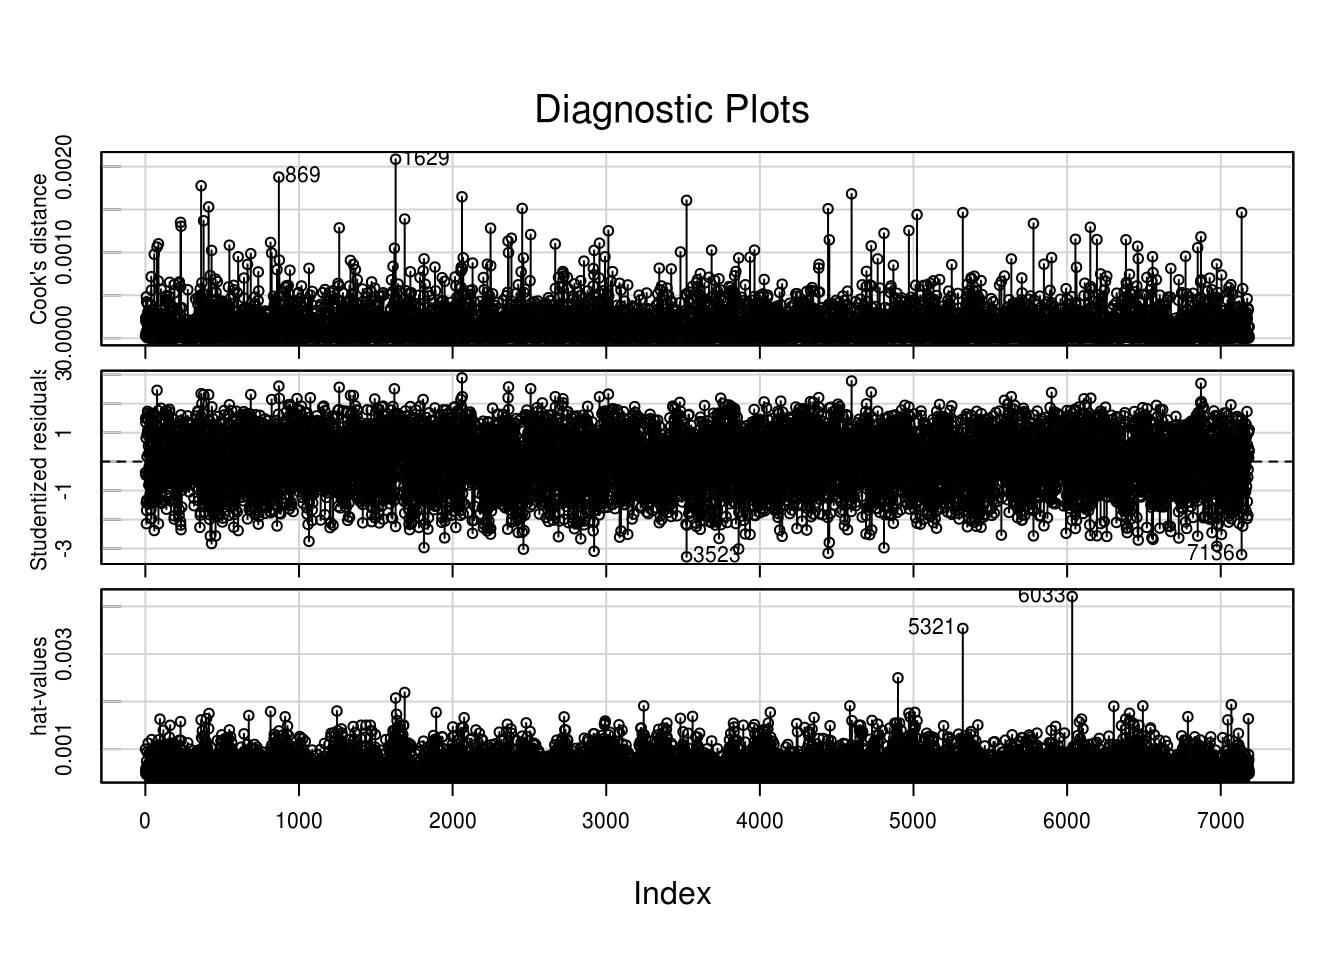 Diagnostic Plots
Cook's distance
0.0000 0.0010 0.0020
869
1629
Studentized residuals
-3 -1 1 3
3523
7136
hat-values
0.001 0.003
5321
6033
0 1000 2000 3000 4000 5000 6000 7000
Index